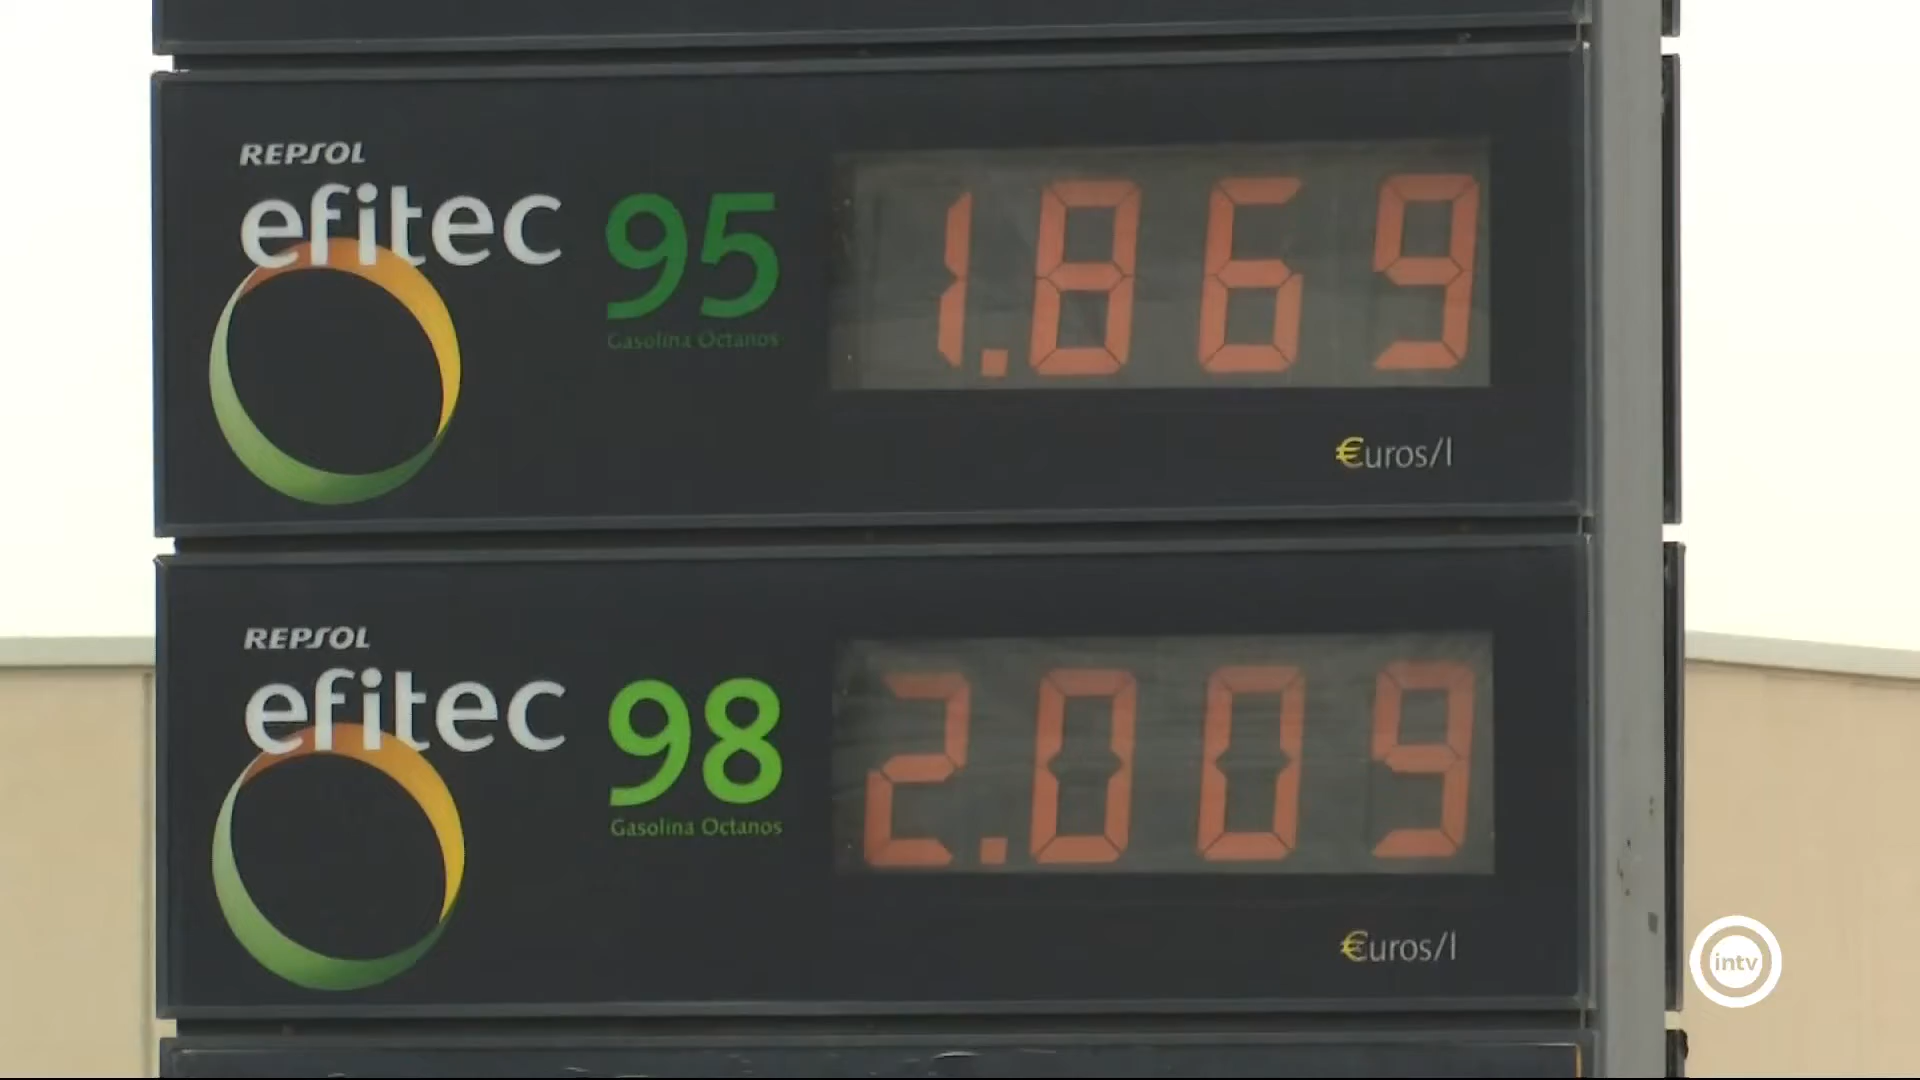 REPSOL
efitec 95
Gasolina Octanos
1.869
€uros/l
REPSOL
efitec 98
Gasolina Octanos
2.009
€uros/l
intv